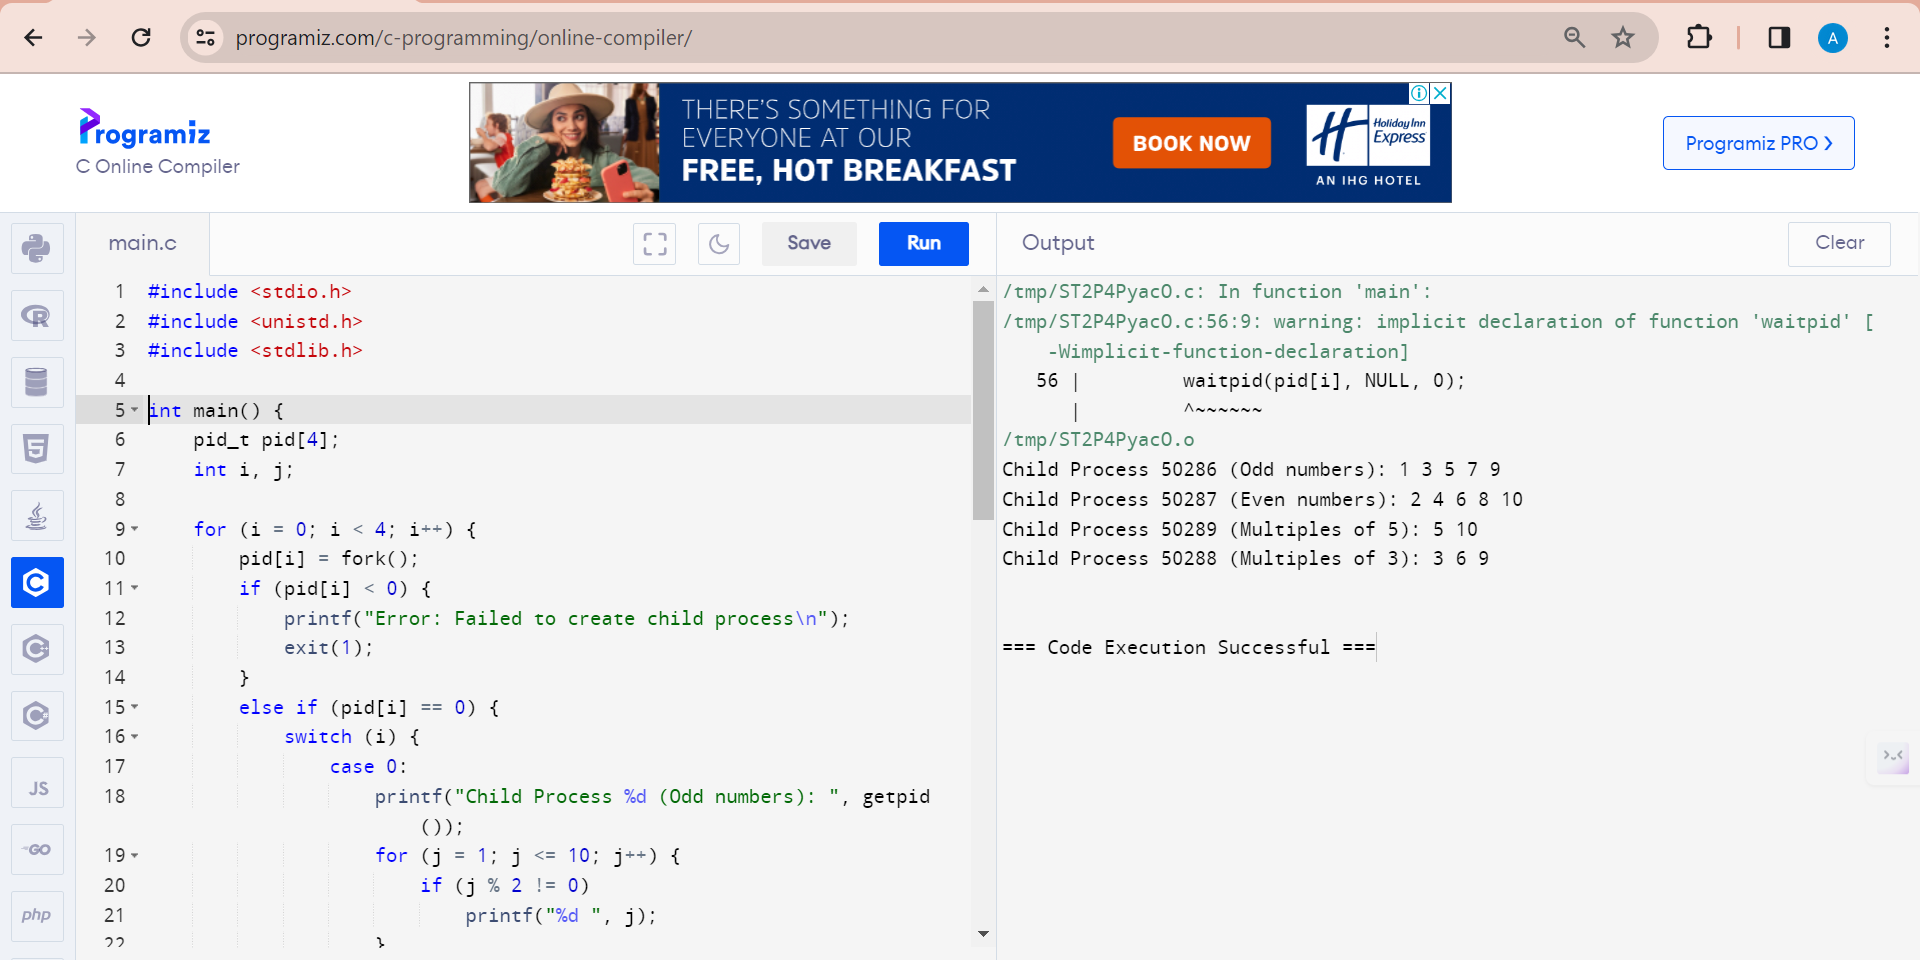 programiz.com/c-programming/online-compiler/
A
Programiz
C Online Compiler
THERE'S SOMETHING FOR
EVERYONE AT OUR
FREE, HOT BREAKFAST
BOOK NOW
H
Holiday Inn
Express
AN IHG HOTEL
Programiz PRO >
main.c
Save
Run
Output
Clear
1 #include <stdio.h>
2 #include <unistd.h>
3 #include <stdlib.h>
4
5 int main() {
6 pid_t pid[4];
7 int i, j;
8
9 for (i = 0; i < 4; i++) {
10 pid[i] = fork();
11 if (pid[i] < 0) {
12 printf("Error: Failed to create child process\n");
13 exit(1);
14 }
15 else if (pid[i] == 0) {
16 switch (i) {
17 case 0:
18 printf("Child Process %d (Odd numbers): ", getpid
());
19 for (j = 1; j <= 10; j++) {
20 if (j % 2 != 0)
21 printf("%d ", j);
22 }
/tmp/ST2P4PyacO.c: In function 'main':
/tmp/ST2P4PyacO.c:56:9: warning: implicit declaration of function 'waitpid' [
-Wimplicit-function-declaration]
56 | waitpid(pid[i], NULL, 0);
| ^~~~~~~
/tmp/ST2P4PyacO.o
Child Process 50286 (Odd numbers): 1 3 5 7 9
Child Process 50287 (Even numbers): 2 4 6 8 10
Child Process 50289 (Multiples of 5): 5 10
Child Process 50288 (Multiples of 3): 3 6 9
=== Code Execution Successful ===
R
5
C
C
C#
JS
GO
php